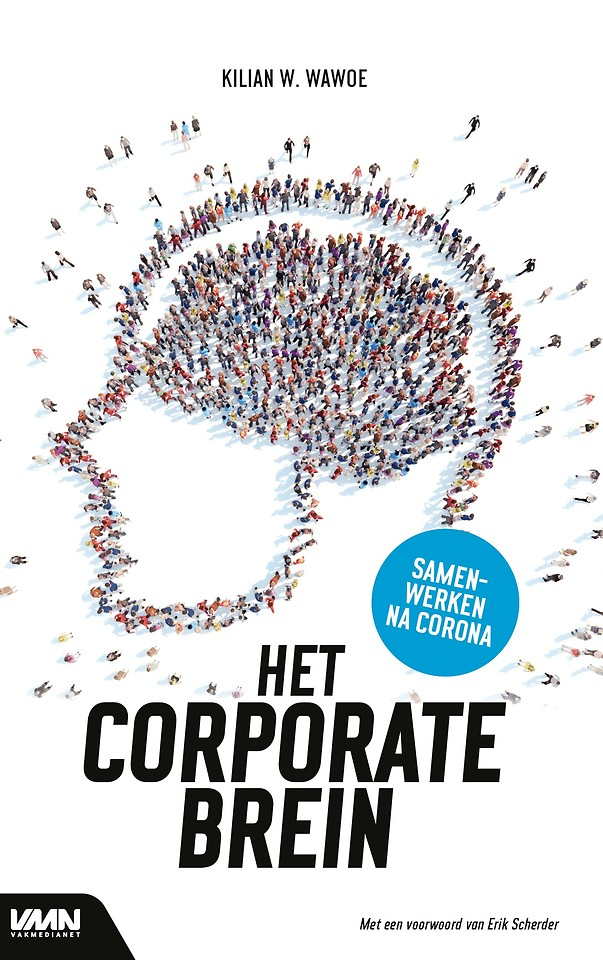 KILIAN W. WAWOE
SAMEN-
WERKEN
NA CORONA
HET
CORPORATE
BREIN
VMN
VAKMEDIANET
Met een voorwoord van Erik Scherder